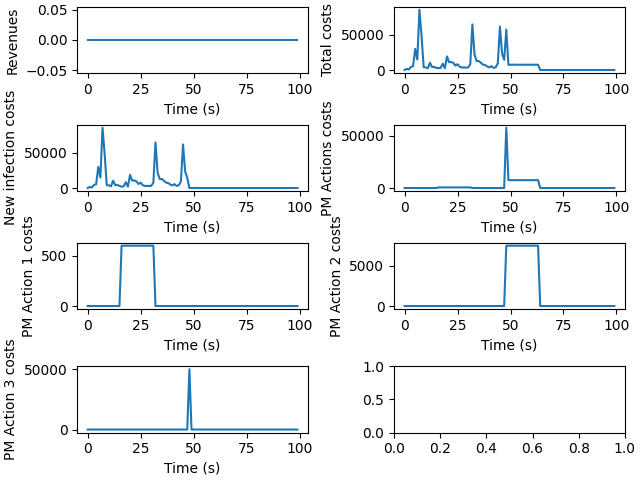 Revenues
0.05
0.00
−0.05
0 25 50 75 100
Time (s)
Total costs
50000
0
0 25 50 75 100
Time (s)
New infection costs
50000
0
0 25 50 75 100
Time (s)
PM Actions costs
50000
0
0 25 50 75 100
Time (s)
PM Action 1 costs
500
0
0 25 50 75 100
Time (s)
PM Action 2 costs
5000
0
0 25 50 75 100
Time (s)
PM Action 3 costs
50000
0
0 25 50 75 100
Time (s)
1.0
0.5
0.0
0.0 0.2 0.4 0.6 0.8 1.0